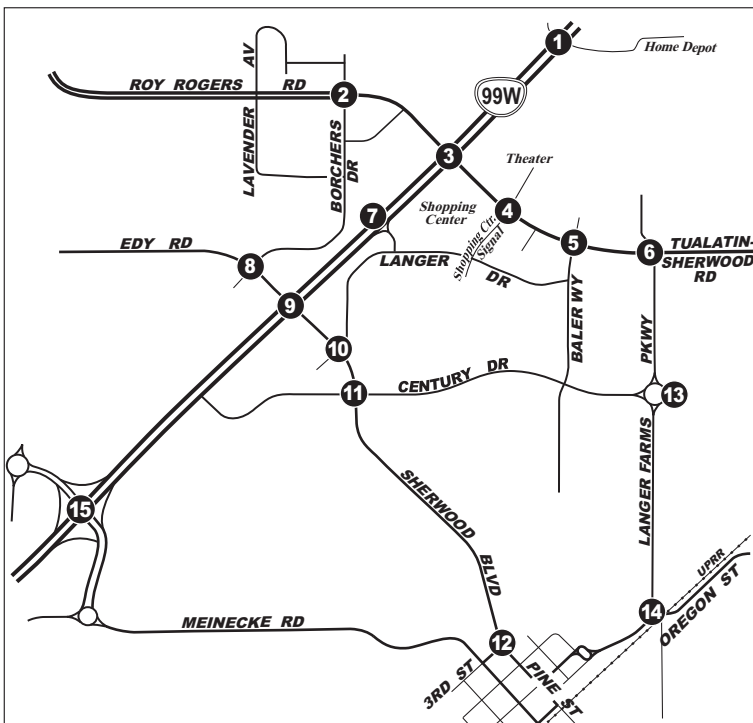 1
Home Depot
AV
ROY ROGERS RD
99W
2
LAVENDER
BORCHERS
DR
3
Theater
Shopping
Center
4
7
Shopping Ctr.
Signal
5
6
TUALATIN-
SHERWOOD
RD
EDY RD
8
LANGER
DR
BALER WY
PKWY
9
10
CENTURY DR
11
13
LANGER FARMS
15
SHERWOOD
BLVD
UPRR
OREGON ST
14
MEINECKE RD
12
3RD ST
PINE ST